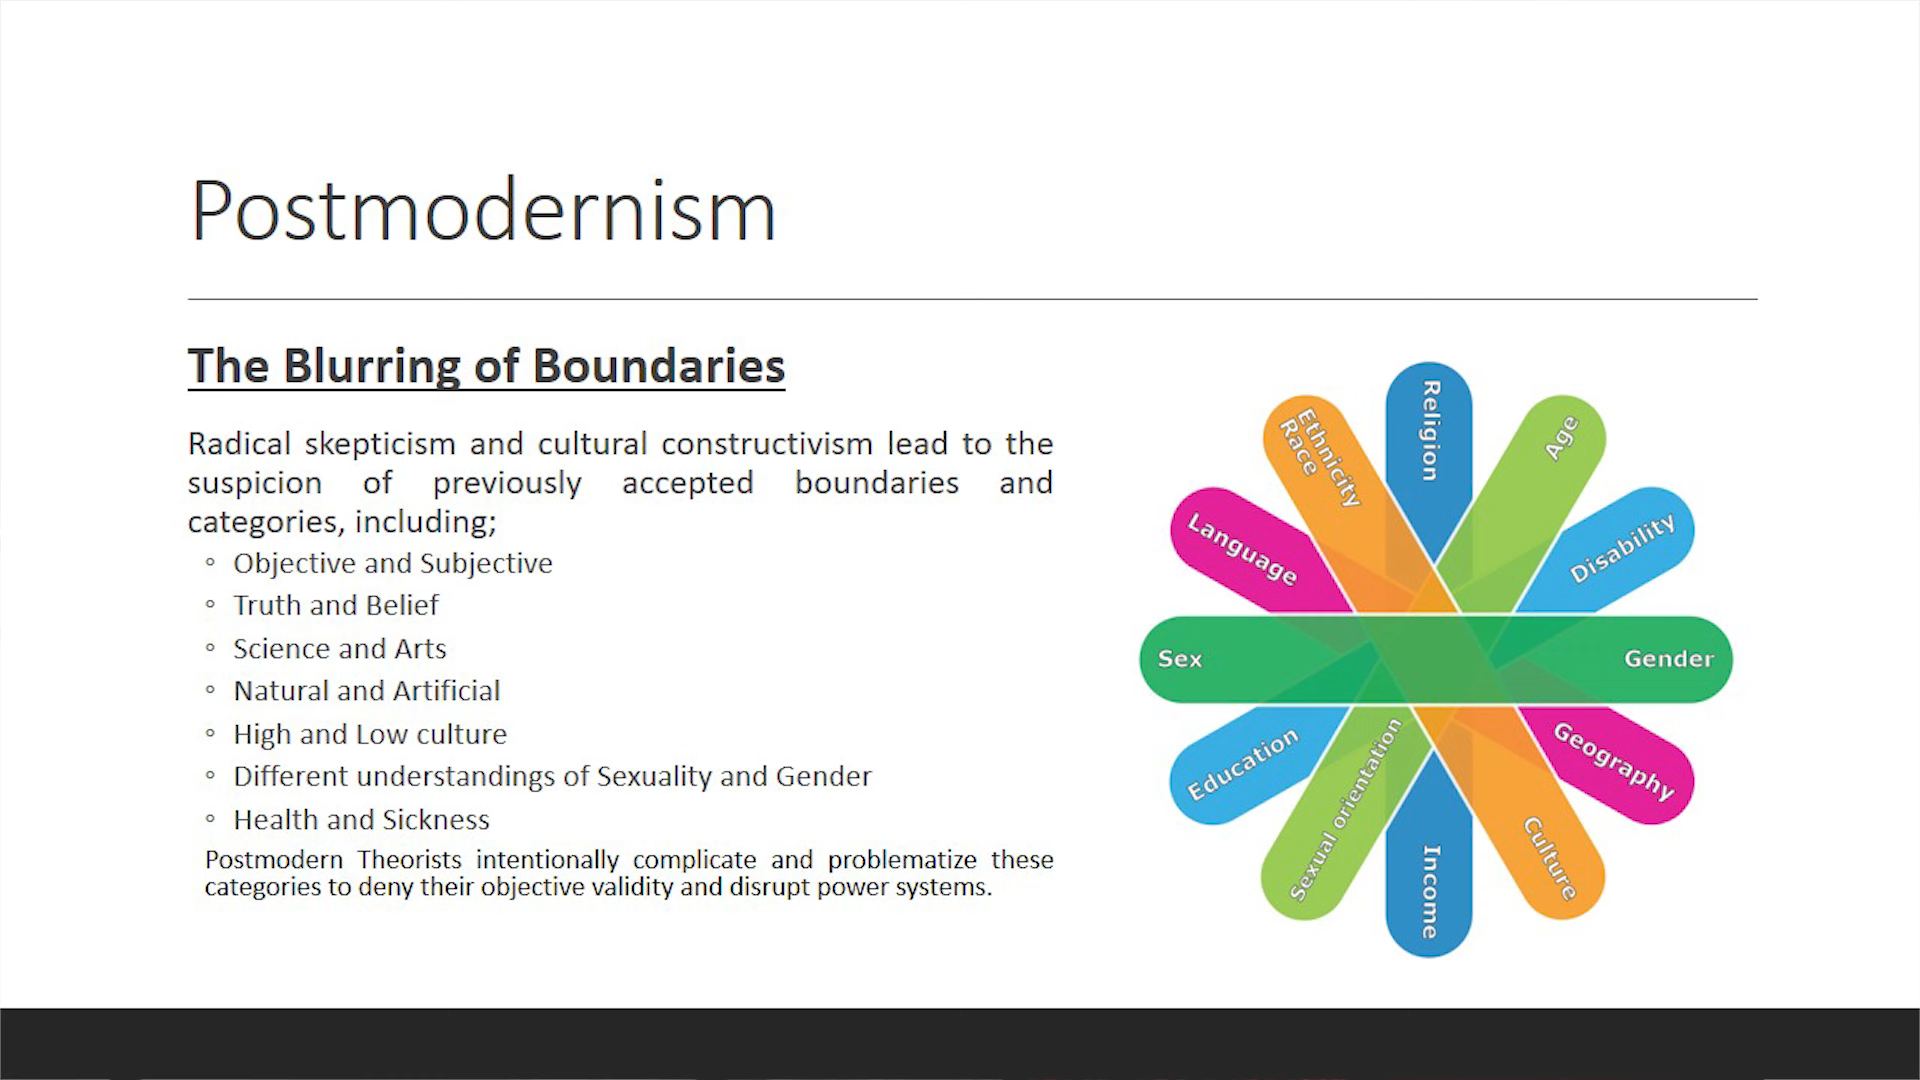 Postmodernism
The Blurring of Boundaries
Radical skepticism and cultural constructivism lead to the
suspicion of previously accepted boundaries and
categories, including;
◦ Objective and Subjective
◦ Truth and Belief
◦ Science and Arts
◦ Natural and Artificial
◦ High and Low culture
◦ Different understandings of Sexuality and Gender
◦ Health and Sickness
Postmodern Theorists intentionally complicate and problematize these
categories to deny their objective validity and disrupt power systems.
Religion
Age
Disability
Gender
Geography
Culture
Income
Sexual orientation
Education
Sex
Language
Ethnicity
Race